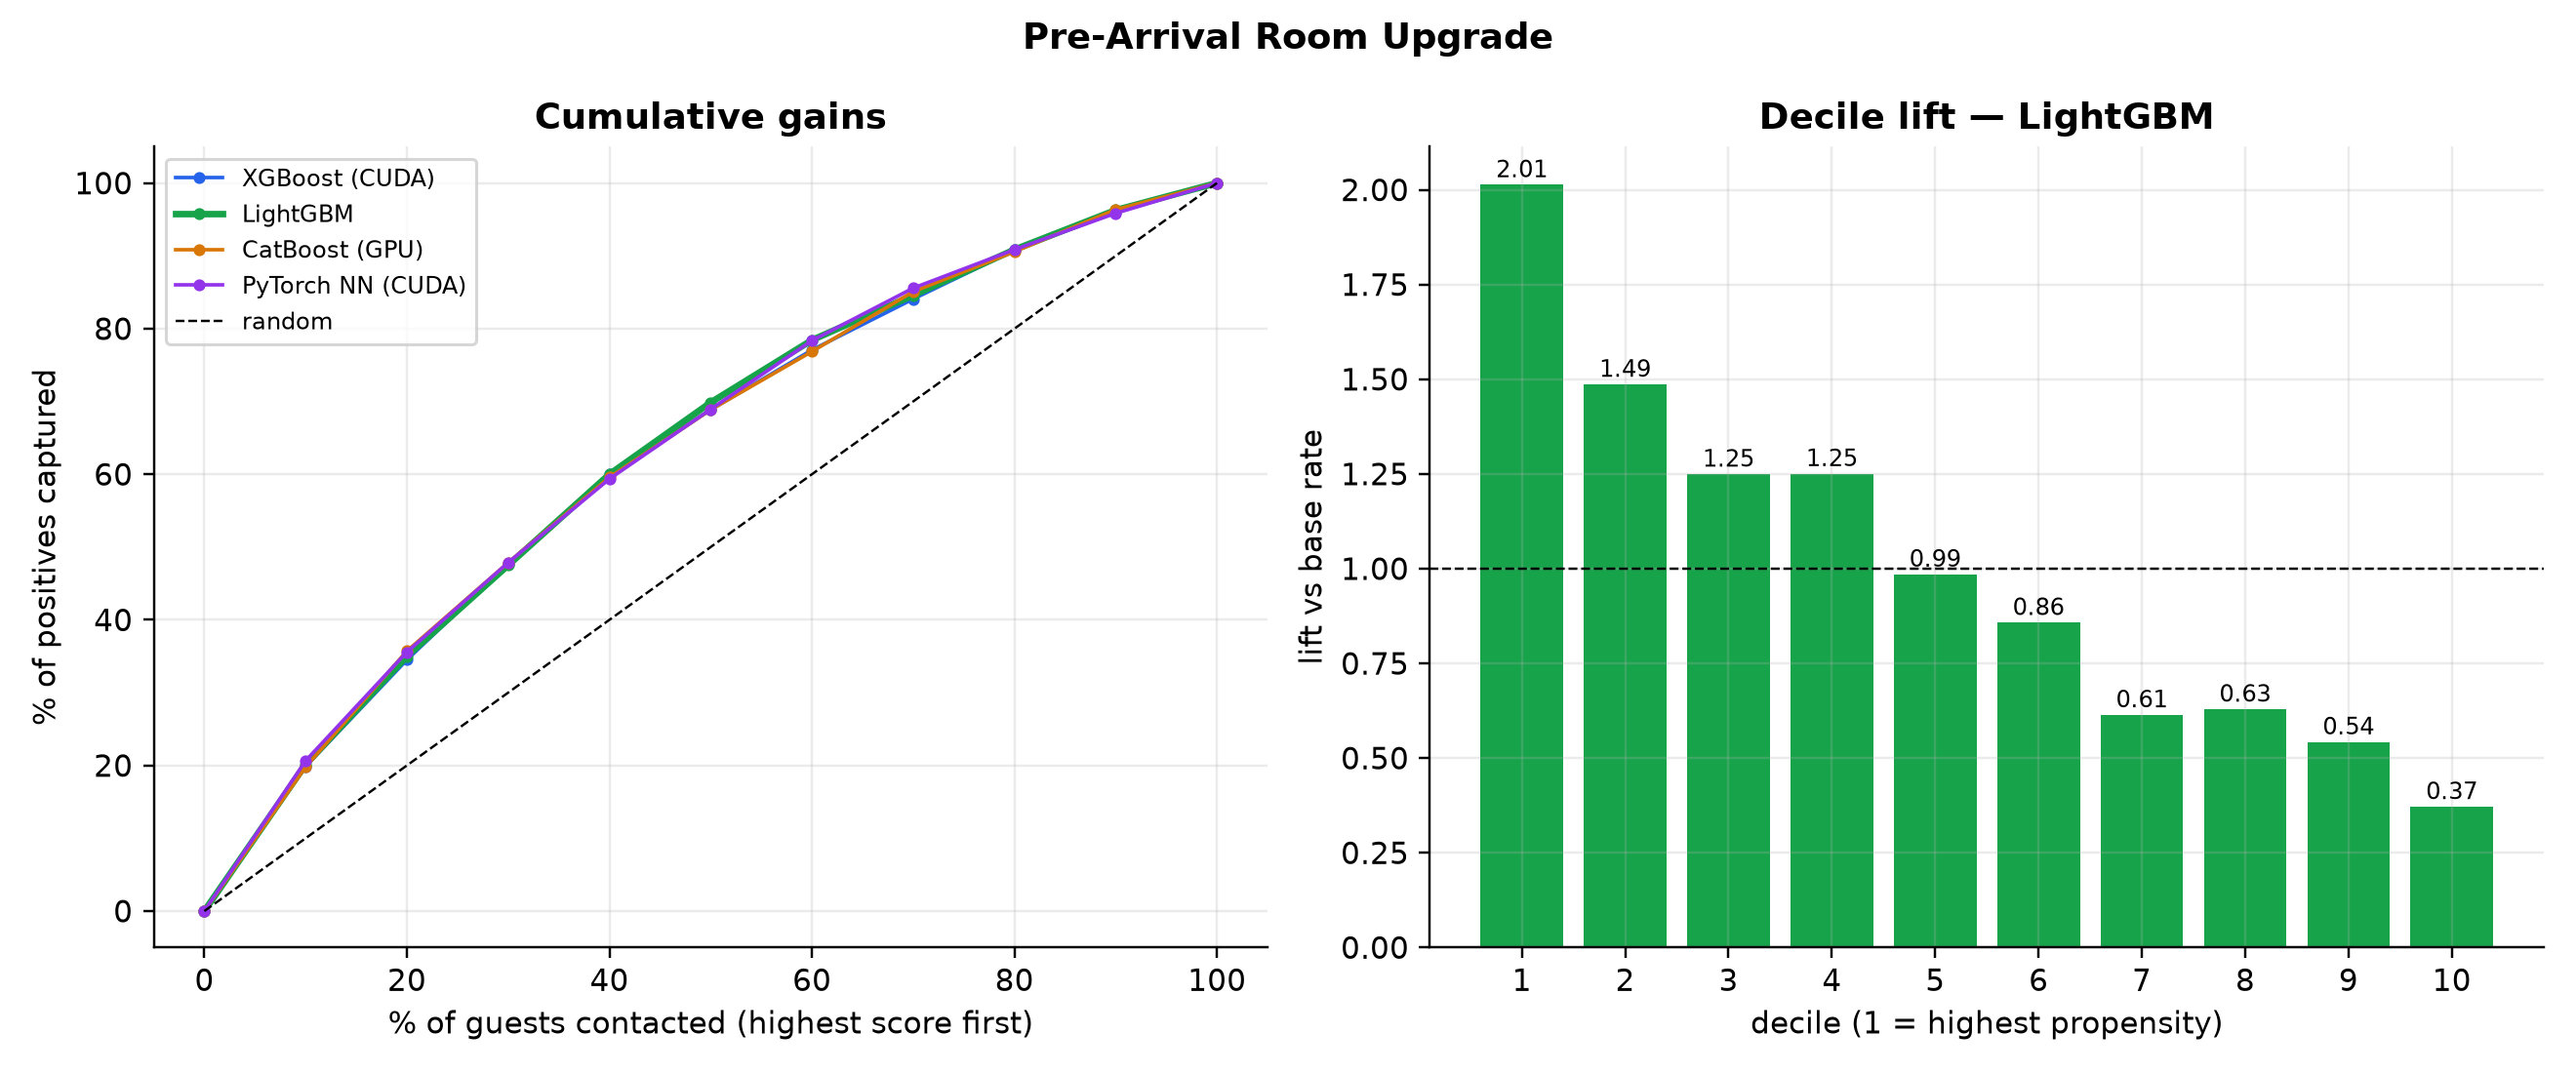 Pre-Arrival Room Upgrade
Cumulative gains
XGBoost (CUDA)
LightGBM
CatBoost (GPU)
PyTorch NN (CUDA)
random
100
80
60
40
20
0
% of positives captured
0 20 40 60 80 100
% of guests contacted (highest score first)
Decile lift — LightGBM
2.00
1.75
1.50
1.25
1.00
0.75
0.50
0.25
0.00
lift vs base rate
2.01
1.49
1.25
1.25
0.99
0.86
0.61
0.63
0.54
0.37
1 2 3 4 5 6 7 8 9 10
decile (1 = highest propensity)